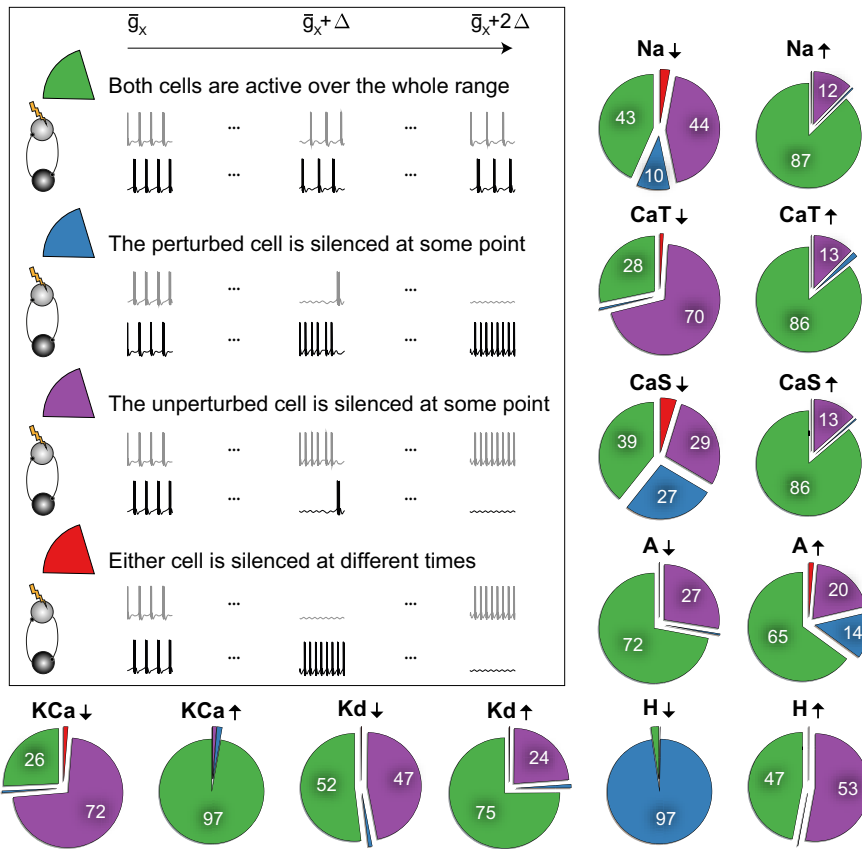 g̅x g̅x+Δ g̅x+2Δ
Both cells are active over the whole range
... ...
... ...
The perturbed cell is silenced at some point
... ...
... ...
The unperturbed cell is silenced at some point
... ...
... ...
Either cell is silenced at different times
... ...
... ...
Na↓ Na↑
43 44 10
12 87
CaT↓ CaT↑
28 70
13 86
CaS↓ CaS↑
39 29 27
13 86
A↓ A↑
27 72
20 65 14
KCa↓ KCa↑ Kd↓ Kd↑ H↓ H↑
26 72
97
52 47
24 75
97
47 53